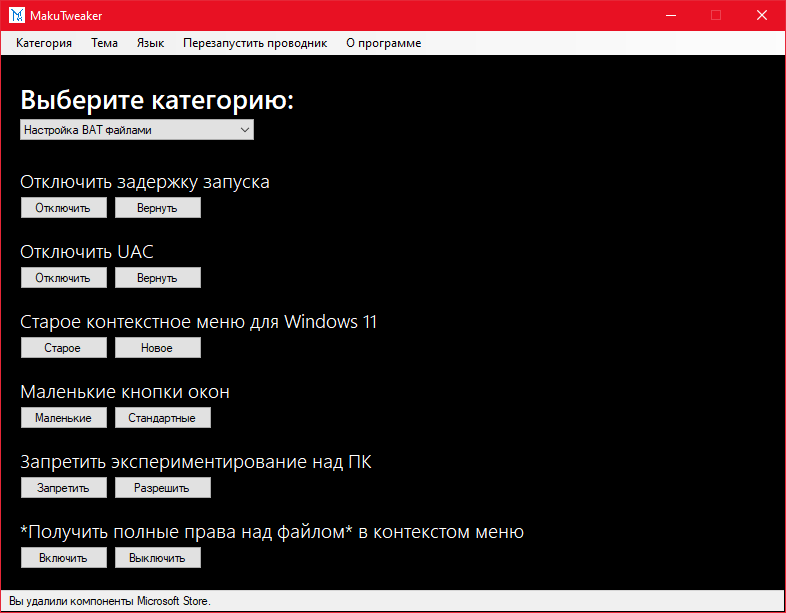 MakuTweaker
Категория Тема Язык Перезапустить проводник О программе
Выберите категорию:
Настройка BAT файлами
Отключить задержку запуска
Отключить Вернуть
Отключить UAC
Отключить Вернуть
Старое контекстное меню для Windows 11
Старое Новое
Маленькие кнопки окон
Маленькие Стандартные
Запретить экспериментирование над ПК
Запретить Разрешить
*Получить полные права над файлом* в контекстом меню
Включить Выключить
Вы удалили компоненты Microsoft Store.